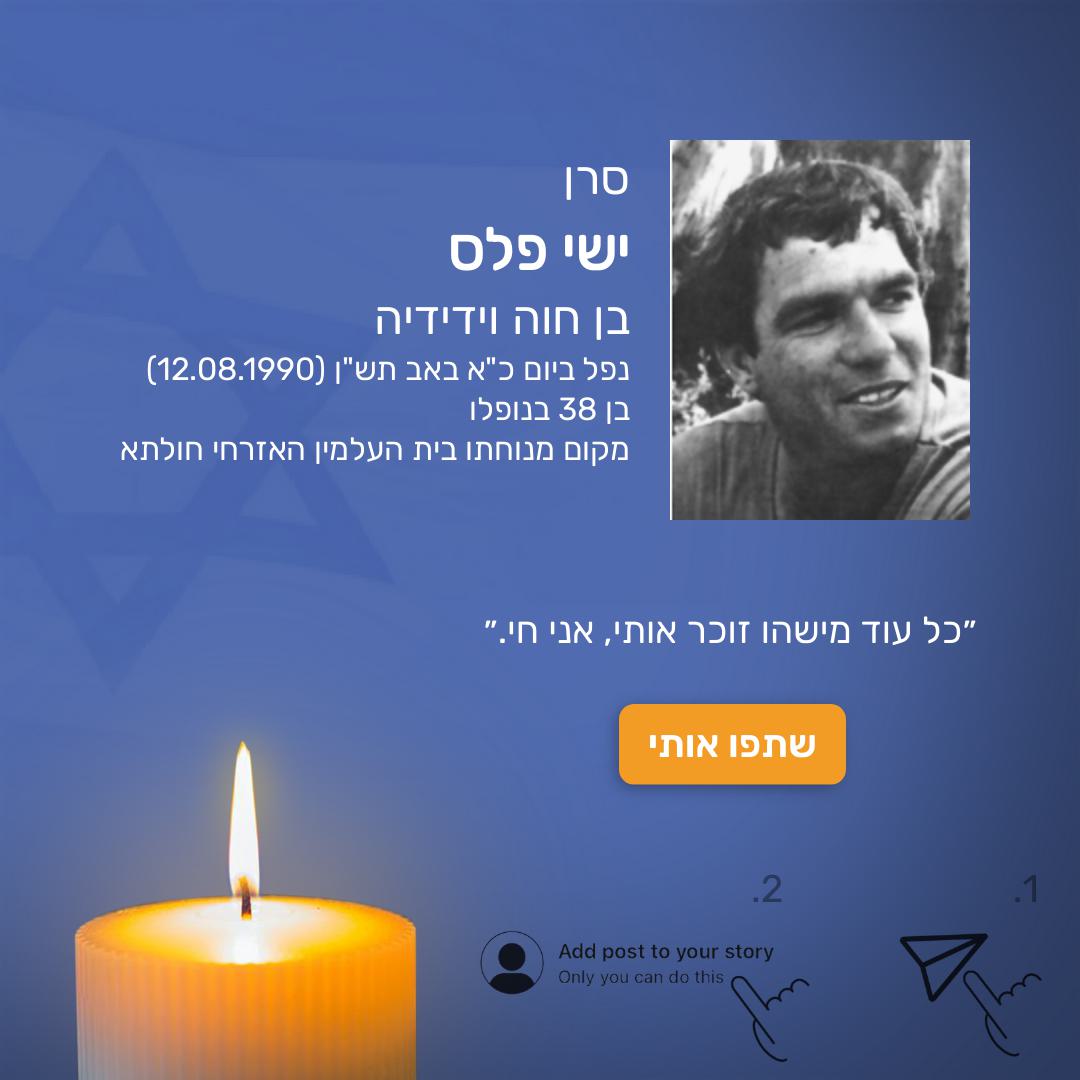 סרן
ישי פלס
בן חוה וידידיה
נפל ביום כ"א באב תש"ן (12.08.1990)
בן 38 בנופלו
מקום מנוחתו בית העלמין האזרחי חולתא
״כל עוד מישהו זוכר אותי, אני חי.״
שתפו אותי
.1
.2
Add post to your story
Only you can do this